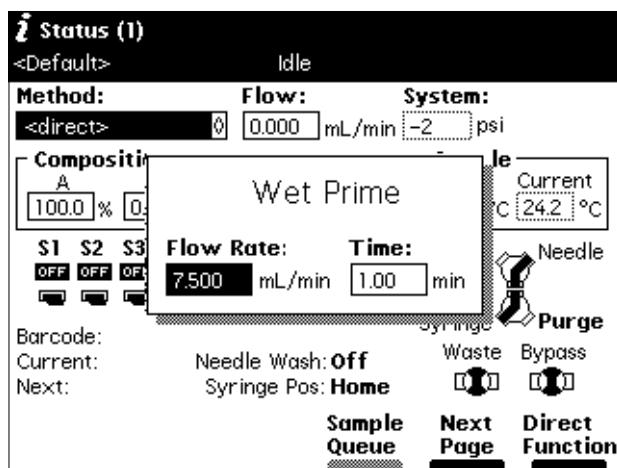 i Status (1)
<Default> Idle
Method: Flow: System:
<direct> 0.000 mL/min -2 psi
A Current
100.0 % °C 24.2 °C
Wet Prime
Flow Rate: Time:
7.500 mL/min 1.00 min
S1 S2 S3 Needle
OFF OFF
Purge
Barcode:
Current: Needle Wash: Off Waste Bypass
Next: Syringe Pos: Home
Sample Next Direct
Queue Page Function